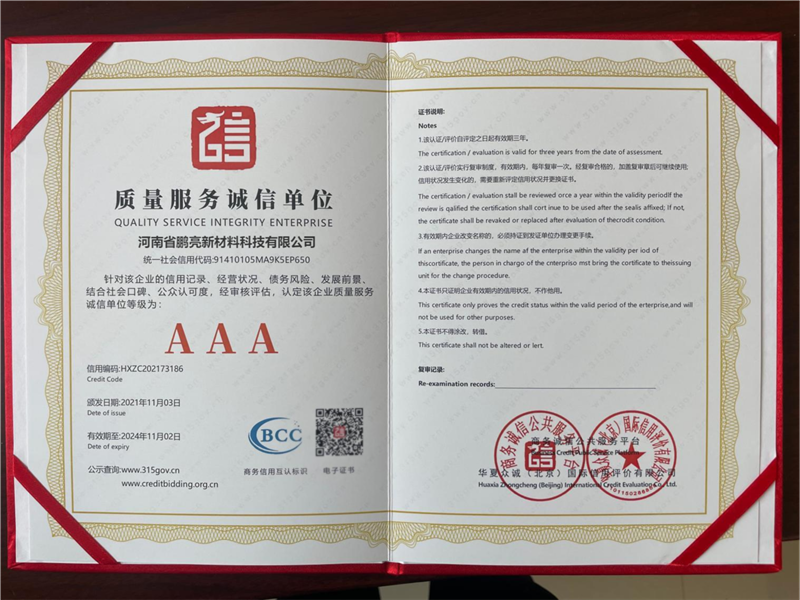 信
质量服务诚信单位
QUALITY SERVICE INTEGRITY ENTERPRISE
河南省鹏亮新材料科技有限公司
统一社会信用代码:91410105MA9K5EP650
针对该企业的信用记录、经营状况、债务风险、发展前景、
结合社会口碑、公众认可度，经审核评估，认定该企业质量服务
诚信单位等级为：
AAA
信用编码:HXZC202173186
Credit Code
颁发日期:2021年11月03日
Date of issue
有效期至:2024年11月02日
Date of expiry
公示查询:www.315gov.cn
www.creditbidding.org.cn
BCC
商务信用互认标识
电子证书
证书说明:
Notes
1.该认证/评价自评定之日起有效期三年。
The certification / evaluation is valid for three years from the date of assessment.
2.该认证/评价实行复审制度，有效期内，每年复审一次。经复审合格的，加盖复审章后可继续使用;
信用状况发生变化的，需要重新评定信用状况并更换证书。
The certification / evaluation stall be reviewed orce a year within the validity periodIf the
review is qalified the certification shall cort inue to be used after the sealis affixed; If not,
the certificate shall be revaked or replaced after evaluation of thecrodit condition.
3.有效期内企业改变名称的，必须持证到发证单位办理变更手续。
If an enterprise changes the name af the enterprise within the validity per iod of
thiscortificate, the person in chargo of the cnterpriso mst bring the certificate to theissuing
unit for the change procedure.
4.本证书只证明企业有效期内的信用状况，不作他用。
This certificate only proves the credit status within the valid period of the erterprise,and will
not be used for other purposes.
5.本证书不得涂改，转借。
This certificate shall not be altered or lert.
复审记录:
Re-examination records:
商务诚信公共服务平台
华夏众诚（北京）国际信用评价有限公司
Huaxia Zhongcheng (Beijing) International Credit Evaluating Co., Ltd.